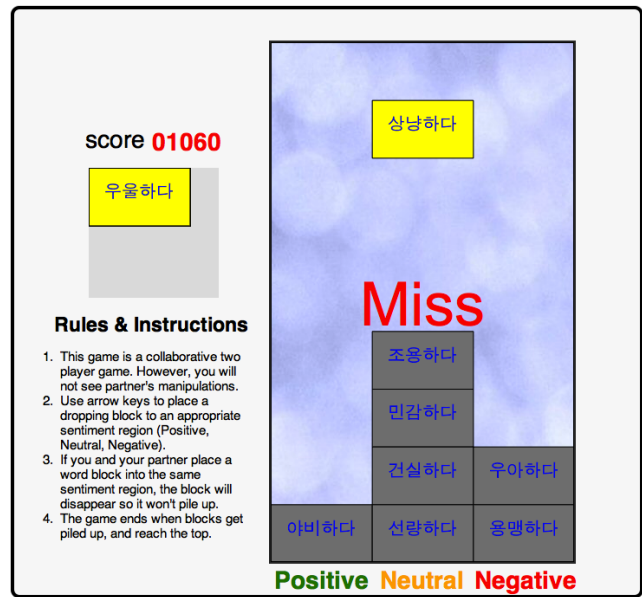 score 01060
우울하다
Rules & Instructions
1. This game is a collaborative two
player game. However, you will
not see partner's manipulations.
2. Use arrow keys to place a
dropping block to an appropriate
sentiment region (Positive,
Neutral, Negative).
3. If you and your partner place a
word block into the same
sentiment region, the block will
disappear so it won't pile up.
4. The game ends when blocks get
piled up, and reach the top.
상냥하다
Miss
조용하다
민감하다
건실하다 우아하다
야비하다 선량하다 용맹하다
Positive Neutral Negative